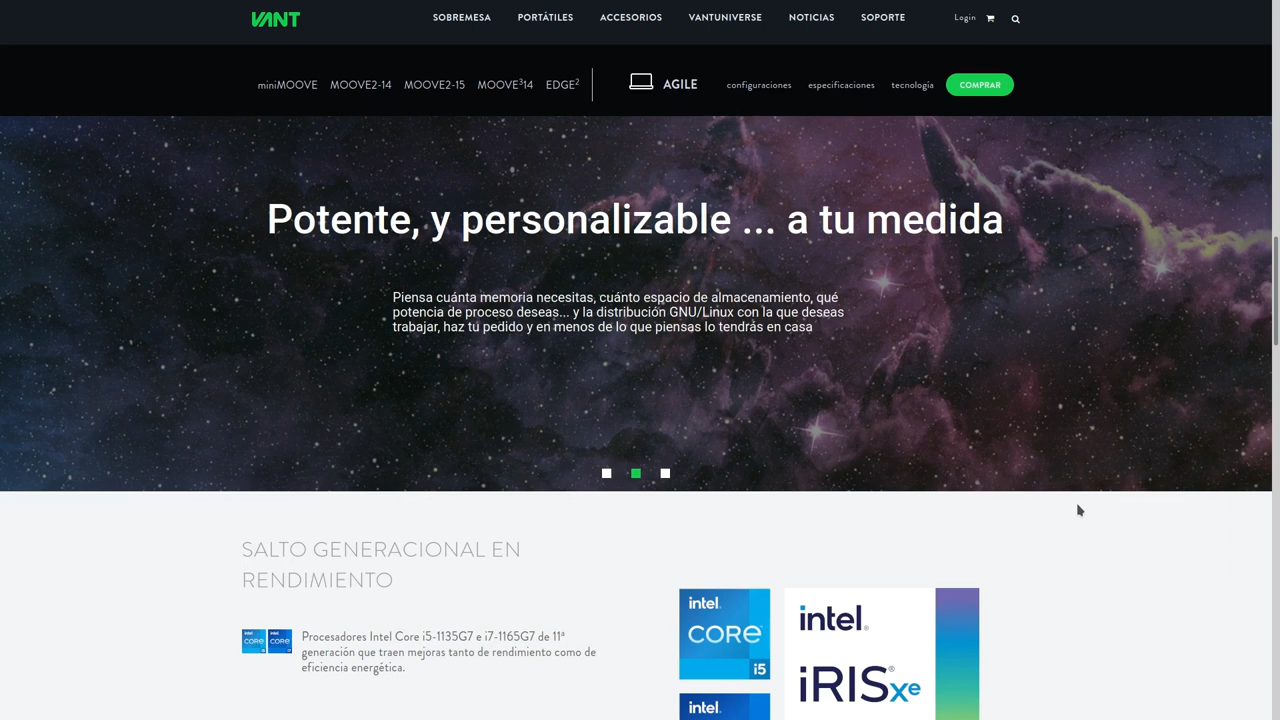 VANT
SOBREMESA PORTÁTILES ACCESORIOS VANTUNIVERSE NOTICIAS SOPORTE Login
miniMOOVE MOOVE2-14 MOOVE2-15 MOOVE³14 EDGE² AGILE configuraciones especificaciones tecnología COMPRAR
Potente, y personalizable ... a tu medida
Piensa cuánta memoria necesitas, cuánto espacio de almacenamiento, qué
potencia de proceso deseas... y la distribución GNU/Linux con la que deseas
trabajar, haz tú pedido y en menos de lo que piensas lo tendrás en casa
SALTO GENERACIONAL EN
RENDIMIENTO
Procesadores Intel Core i5-1135G7 e i7-1165G7 de 11ª
generación que traen mejoras tanto de rendimiento como de
eficiencia energética.
intel.
CORE
i5
intel.
intel®
iRIS®xe